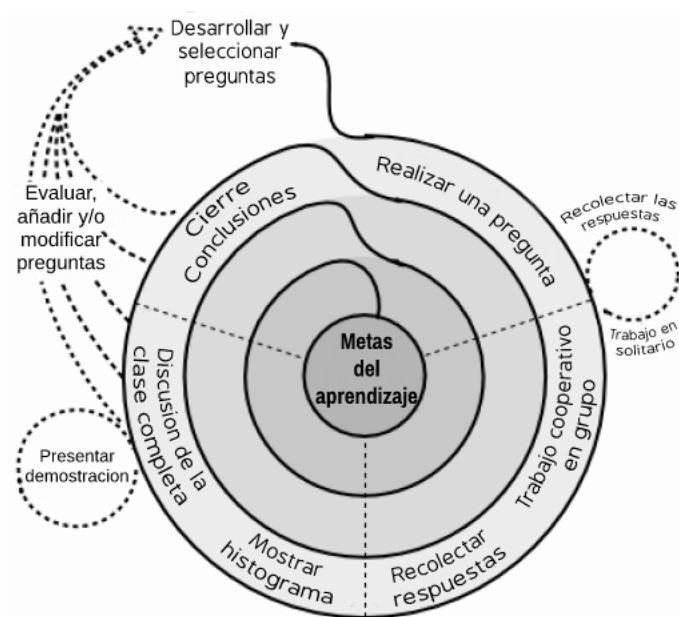 Desarrollar y
seleccionar
preguntas
Realizar una pregunta
Recolectar las
respuestas
Trabajo en
solitario
Trabajo cooperativo
en grupo
Recolectar
respuestas
Mostrar
histograma
Discusion de la
clase completa
Presentar
demostracion
Cierre
Conclusiones
Evaluar,
añadir y/o
modificar
preguntas
Metas
del
aprendizaje